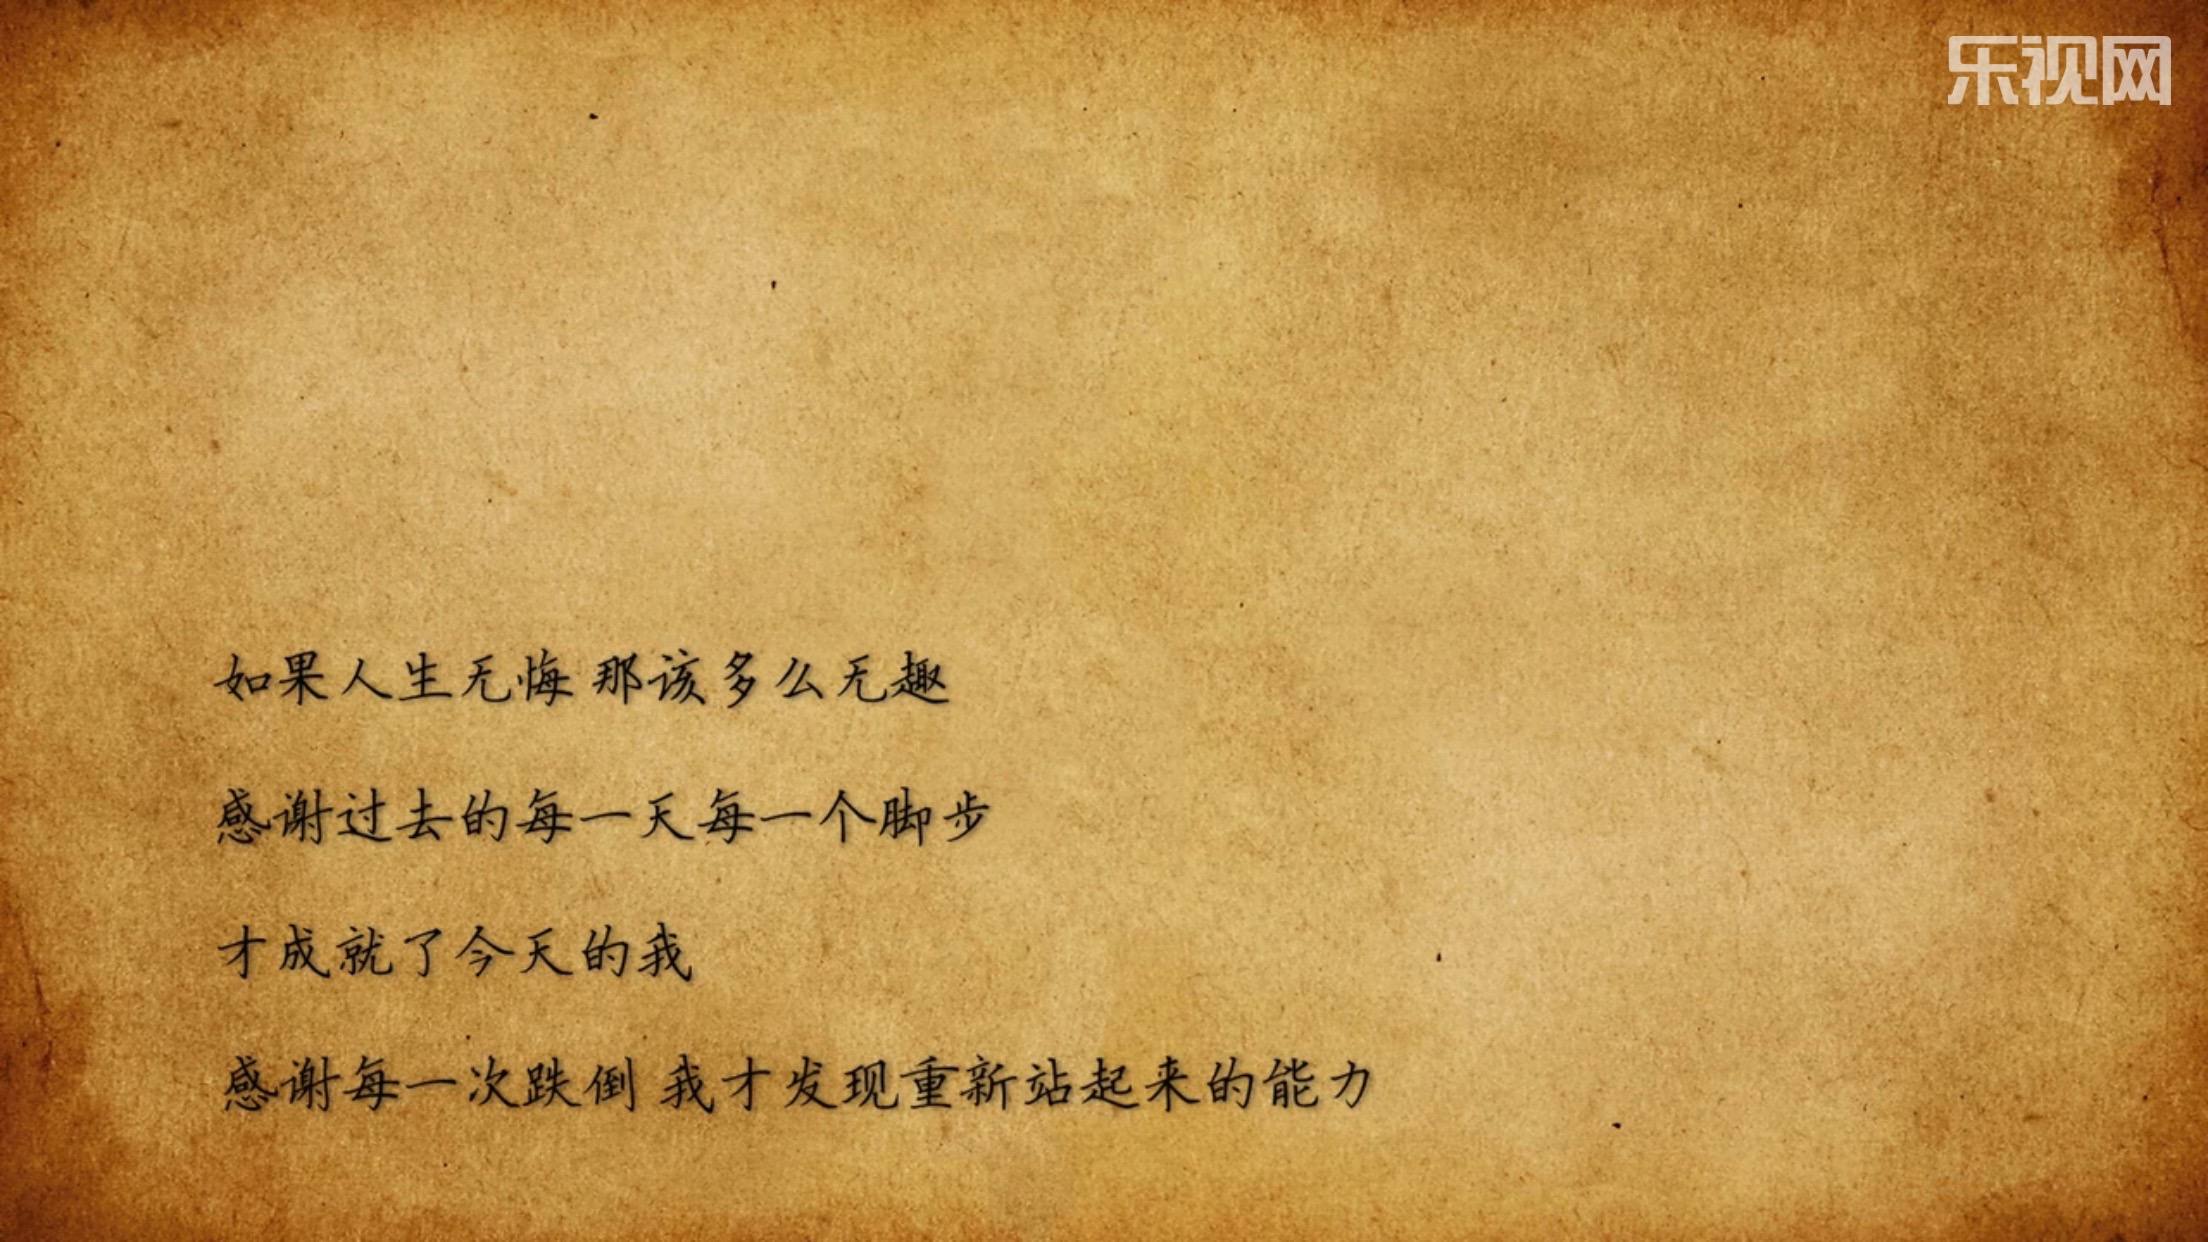 乐视网
如果人生无悔 那该多么无趣
感谢过去的每一天每一个脚步
才成就了今天的我
感谢每一次跌倒 我才发现重新站起来的能力